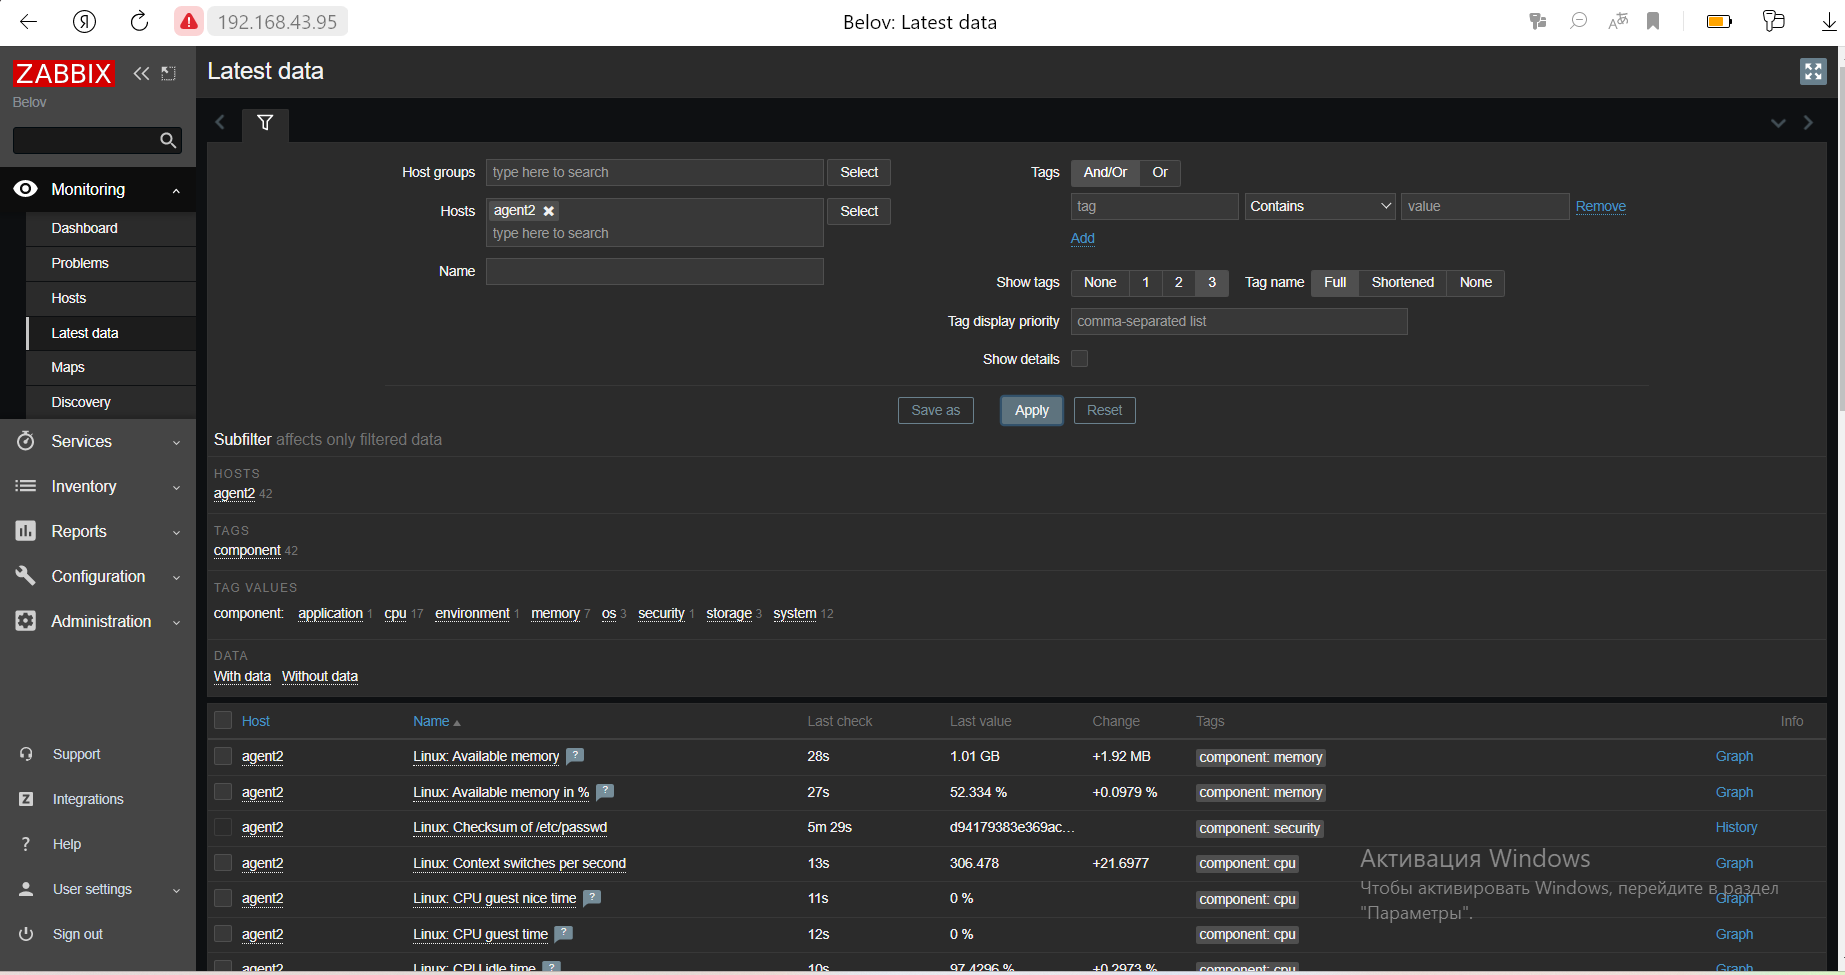 192.168.43.95
Belov: Latest data
ZABBIX
Belov
Monitoring
Dashboard
Problems
Hosts
Latest data
Maps
Discovery
Services
Inventory
Reports
Configuration
Administration
Support
Integrations
Help
User settings
Sign out
Latest data
Host groups type here to search Select
Hosts agent2 Select
type here to search
Name
Tags And/Or Or
tag Contains value Remove
Add
Show tags None 1 2 3 Tag name Full Shortened None
Tag display priority comma-separated list
Show details
Save as Apply Reset
Subfilter affects only filtered data
HOSTS
agent2 42
TAGS
component 42
TAG VALUES
component: application 1 cpu 17 environment 1 memory 7 os 3 security 1 storage 3 system 12
DATA
With data Without data
Host Name Last check Last value Change Tags Info
agent2 Linux: Available memory ? 28s 1.01 GB +1.92 MB component: memory Graph
agent2 Linux: Available memory in % ? 27s 52.334 % +0.0979 % component: memory Graph
agent2 Linux: Checksum of /etc/passwd 5m 29s d94179383e369ac... component: security History
agent2 Linux: Context switches per second 13s 306.478 +21.6977 component: cpu Graph
agent2 Linux: CPU guest nice time ? 11s 0 % component: cpu Graph
agent2 Linux: CPU guest time ? 12s 0 % component: cpu Graph
agent2 Linux: CPU idle time ? 10s 97.4296 % +0.2973 % component: cpu Graph
Активация Windows
Чтобы активировать Windows, перейдите в раздел
"Параметры".